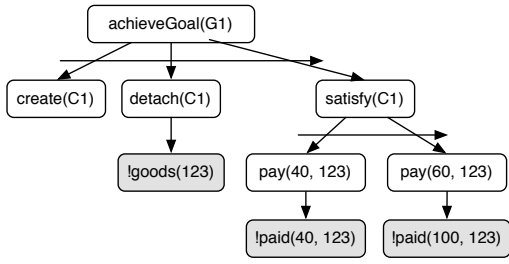 achieveGoal(G1)
create(C1)
detach(C1)
satisfy(C1)
!goods(123)
pay(40, 123)
pay(60, 123)
!paid(40, 123)
!paid(100, 123)